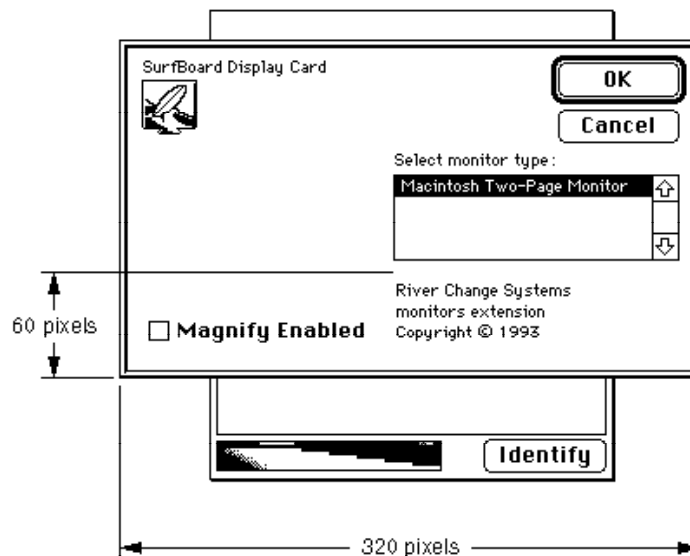 SurfBoard Display Card
OK
Cancel
Select monitor type:
Macintosh Two-Page Monitor
River Change Systems
monitors extension
Copyright © 1993
60 pixels
Magnify Enabled
Identify
320 pixels